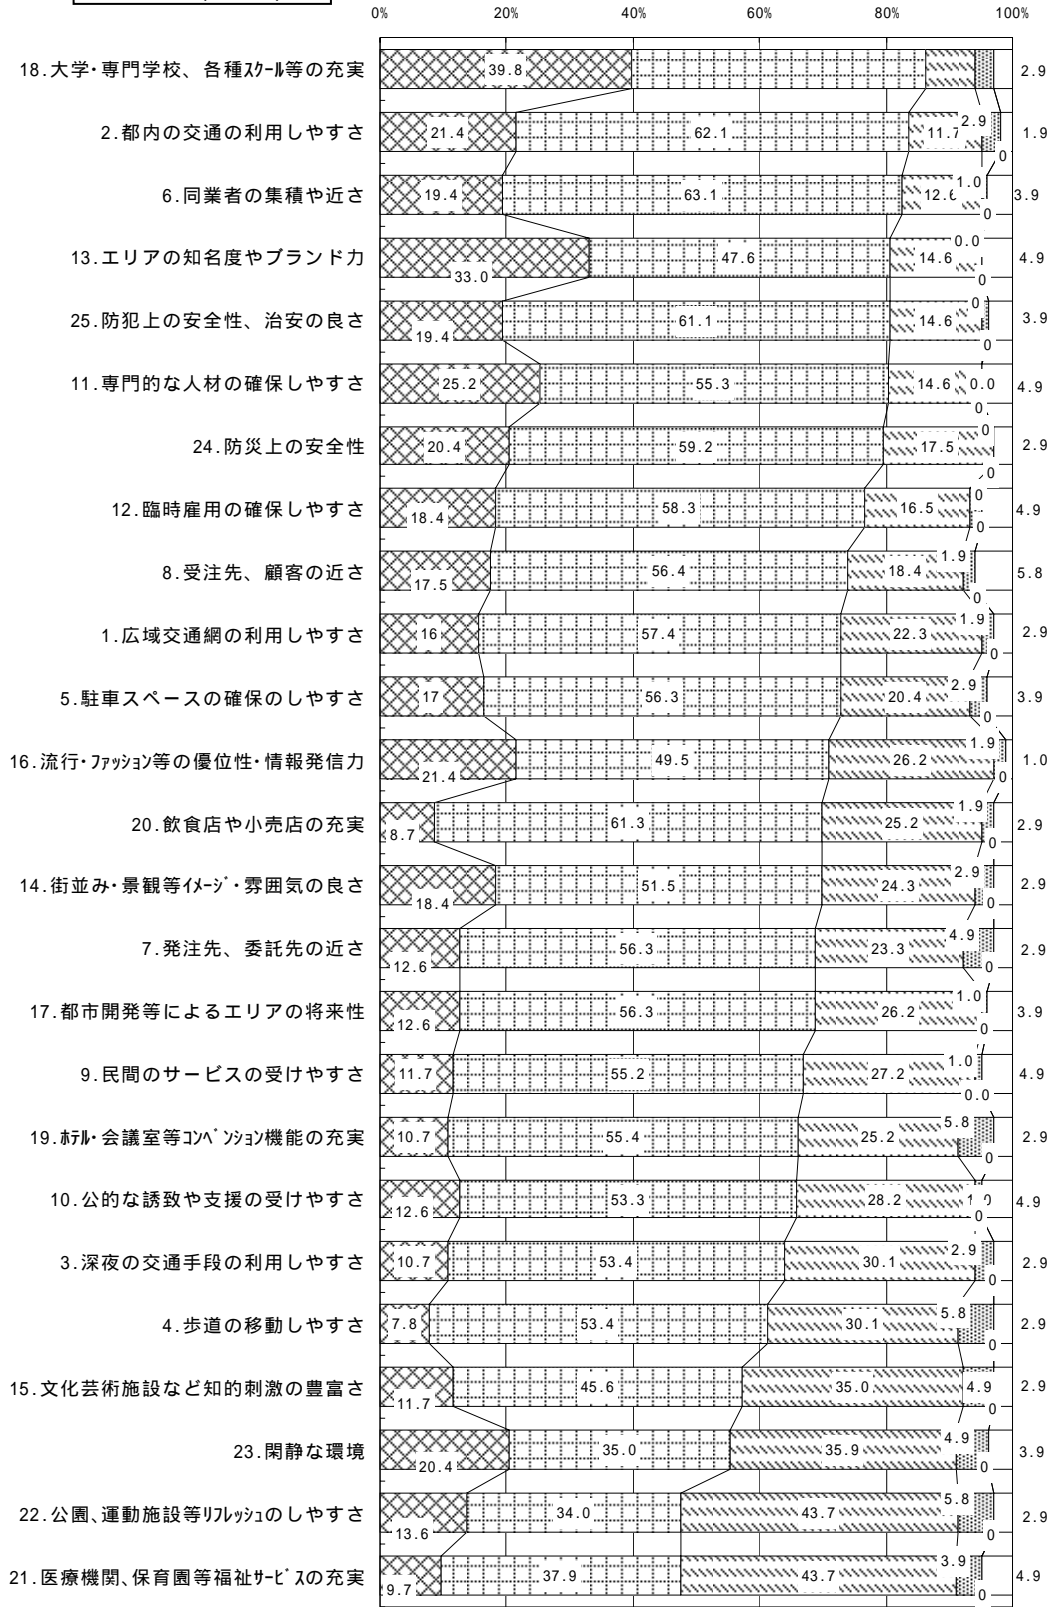 0% 20% 40% 60% 80% 100%
18.大学・専門学校、各種ｽｸｰﾙ等の充実 39.8 2.9
2.都内の交通の利用しやすさ 21.4 62.1 11.7 2.9 0 1.9
6.同業者の集積や近さ 19.4 63.1 12.6 1.0 0 3.9
13.エリアの知名度やブランド力 33.0 47.6 14.6 0.0 0 4.9
25.防犯上の安全性、治安の良さ 19.4 61.1 14.6 0 0 3.9
11.専門的な人材の確保しやすさ 25.2 55.3 14.6 0.0 0 4.9
24.防災上の安全性 20.4 59.2 17.5 0 0 2.9
12.臨時雇用の確保しやすさ 18.4 58.3 16.5 0 0 4.9
8.受注先、顧客の近さ 17.5 56.4 18.4 1.9 0 5.8
1.広域交通網の利用しやすさ 16 57.4 22.3 1.9 0 2.9
5.駐車スペースの確保のしやすさ 17 56.3 20.4 2.9 0 3.9
16.流行・ﾌｧｯｼｮﾝ等の優位性・情報発信力 21.4 49.5 26.2 1.9 0 1.0
20.飲食店や小売店の充実 8.7 61.3 25.2 1.9 0 2.9
14.街並み・景観等ｲﾒｰｼﾞ・雰囲気の良さ 18.4 51.5 24.3 2.9 0 2.9
7.発注先、委託先の近さ 12.6 56.3 23.3 4.9 0 2.9
17.都市開発等によるエリアの将来性 12.6 56.3 26.2 1.0 0 3.9
9.民間のサービスの受けやすさ 11.7 55.2 27.2 1.0 0.0 4.9
19.ﾎﾃﾙ・会議室等ｺﾝﾍﾞﾝｼｮﾝ機能の充実 10.7 55.4 25.2 5.8 0 2.9
10.公的な誘致や支援の受けやすさ 12.6 53.3 28.2 1.0 0 4.9
3.深夜の交通手段の利用しやすさ 10.7 53.4 30.1 2.9 0 2.9
4.歩道の移動しやすさ 7.8 53.4 30.1 5.8 0 2.9
15.文化芸術施設など知的刺激の豊富さ 11.7 45.6 35.0 4.9 0 2.9
23.閑静な環境 20.4 35.0 35.9 4.9 0 3.9
22.公園、運動施設等ﾘﾌﾚｯｼｭのしやすさ 13.6 34.0 43.7 5.8 0 2.9
21.医療機関、保育園等福祉ｻｰﾋﾞｽの充実 9.7 37.9 43.7 3.9 0 4.9